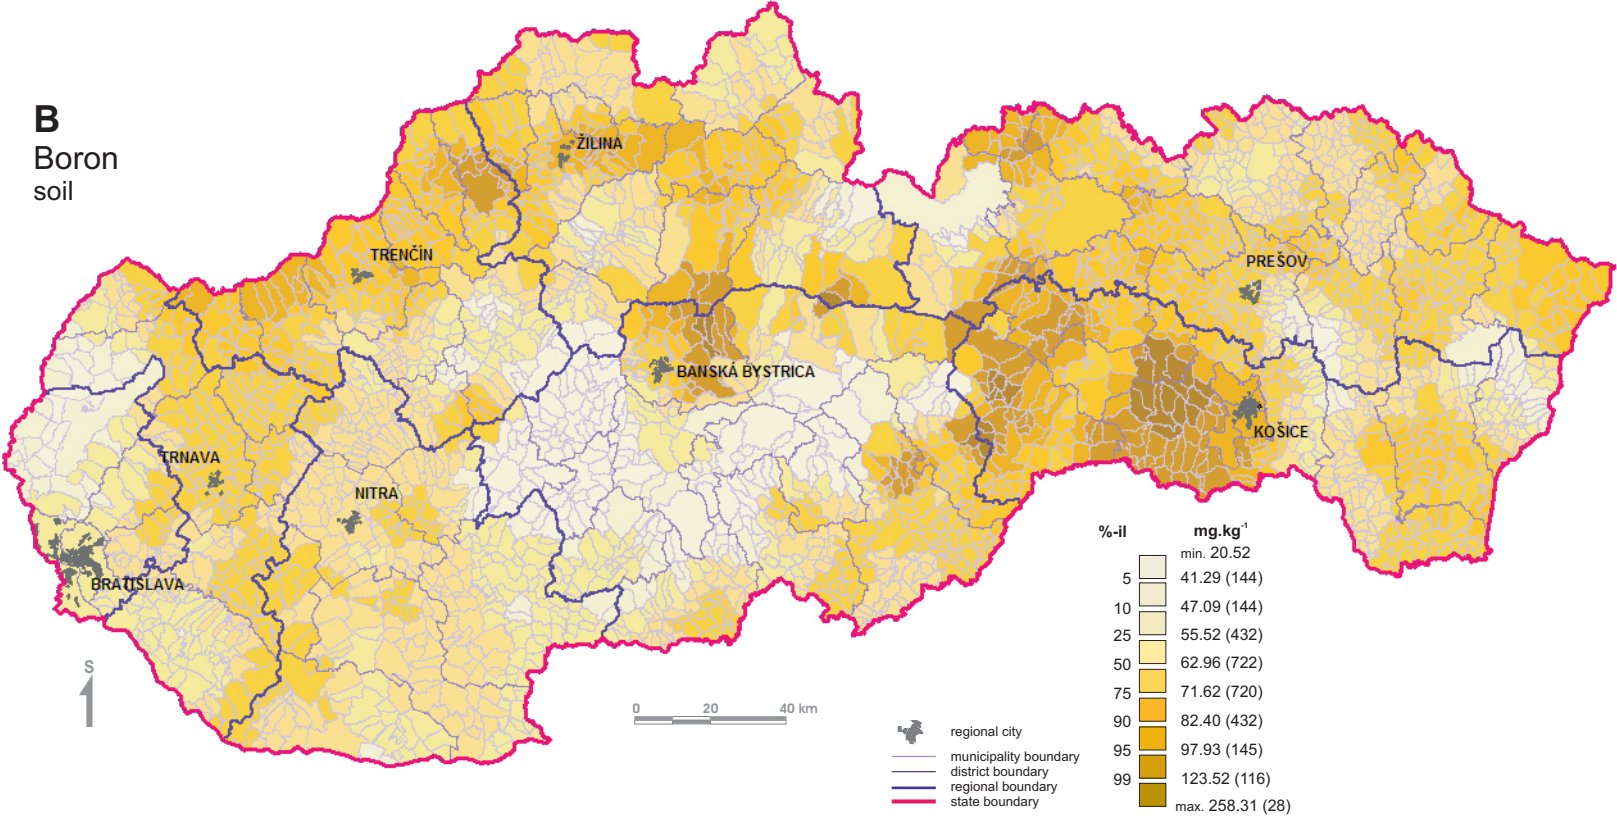 B
Boron
soil
ŽILINA
TRENČÍN
PREŠOV
BANSKÁ BYSTRICA
KOŠICE
TRNAVA
NITRA
BRATISLAVA
S
0 20 40 km
regional city
municipality boundary
district boundary
regional boundary
state boundary
%-il mg.kg-1
min. 20.52
5 41.29 (144)
10 47.09 (144)
25 55.52 (432)
50 62.96 (722)
75 71.62 (720)
90 82.40 (432)
95 97.93 (145)
99 123.52 (116)
max. 258.31 (28)